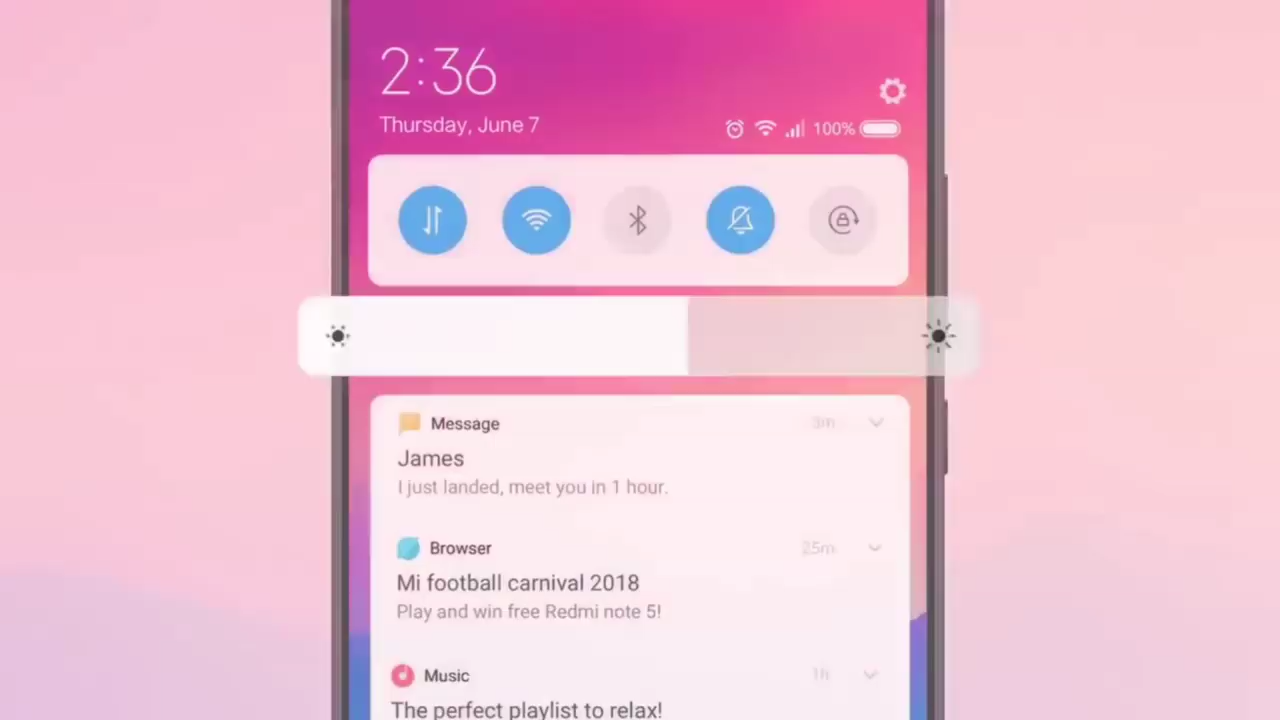 2:36
Thursday, June 7
100%
Message 3m
James
I just landed, meet you in 1 hour.
Browser 25m
Mi football carnival 2018
Play and win free Redmi note 5!
Music 1h
The perfect playlist to relax!